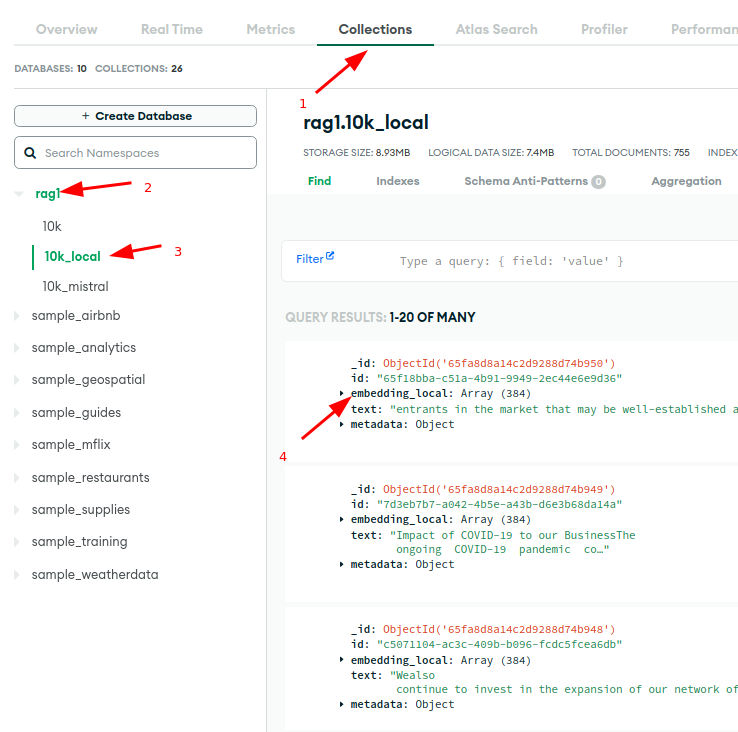 Overview Real Time Metrics Collections Atlas Search Profiler Performan
DATABASES: 10 COLLECTIONS: 26
1
+ Create Database
rag1.10k_local
Search Namespaces
STORAGE SIZE: 8.93MB LOGICAL DATA SIZE: 7.4MB TOTAL DOCUMENTS: 755 INDEX
Find Indexes Schema Anti-Patterns 0 Aggregation
rag1 2
10k
10k_local 3
10k_mistral
Filter Type a query: { field: 'value' }
sample_airbnb
QUERY RESULTS: 1-20 OF MANY
sample_analytics
sample_geospatial
sample_guides
sample_mflix
sample_restaurants
sample_supplies
sample_training
sample_weatherdata
_id: ObjectId('65fa8d8a14c2d9288d74b950')
id: "65f18bba-c51a-4b91-9949-2ec44e6e9d36"
embedding_local: Array (384)
text: "entrants in the market that may be well-established a
metadata: Object
4
_id: ObjectId('65fa8d8a14c2d9288d74b949')
id: "7d3eb7b7-a042-4b5e-a43b-d6e3b68da14a"
embedding_local: Array (384)
text: "Impact of COVID-19 to our BusinessThe
ongoing COVID-19 pandemic co…"
metadata: Object
_id: ObjectId('65fa8d8a14c2d9288d74b948')
id: "c5071104-ac3c-409b-b096-fcdc5fcea6db"
embedding_local: Array (384)
text: "Wealso
continue to invest in the expansion of our network of
metadata: Object